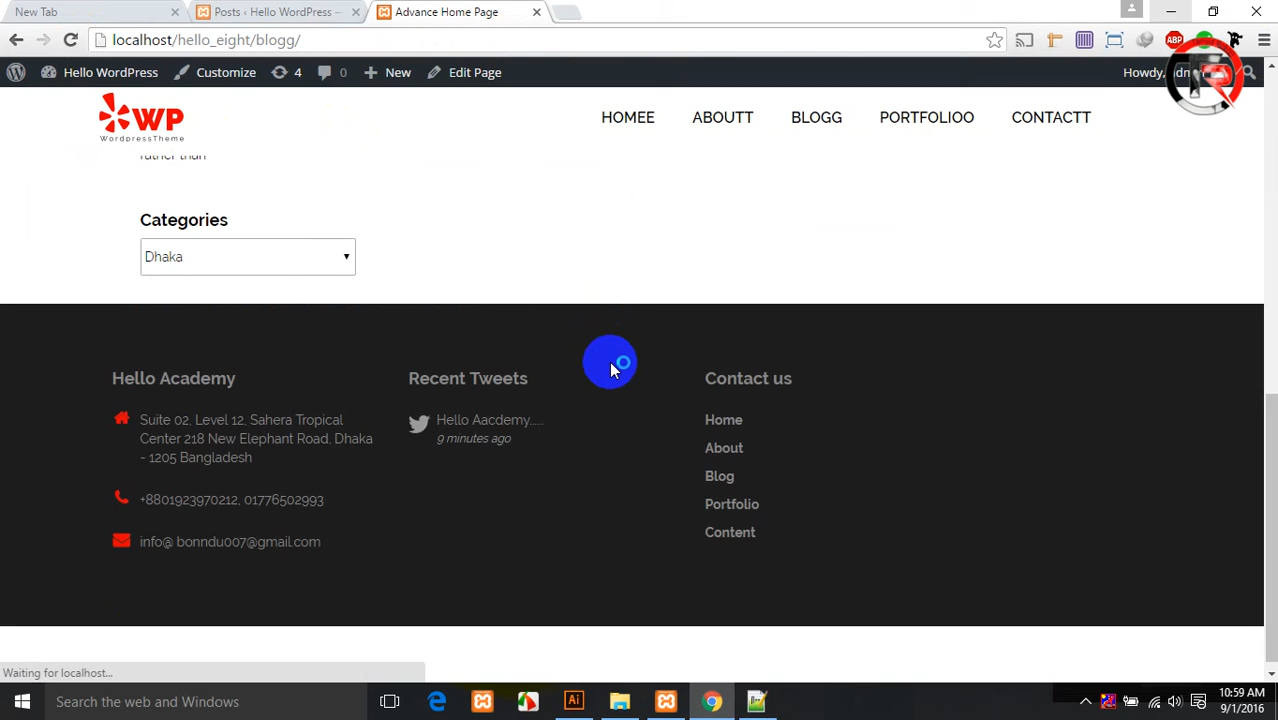 New Tab
Posts ‹ Hello WordPress —
Advance Home Page
localhost/hello_eight/blogg/
ABP
Hello WordPress
Customize
4
0
New
Edit Page
Howdy,
WP
WordpressTheme
HOMEE
ABOUTT
BLOGG
PORTFOLIOO
CONTACTT
rather than
Categories
Dhaka
Hello Academy
Recent Tweets
Contact us
Suite 02, Level 12, Sahera Tropical
Center 218 New Elephant Road, Dhaka
- 1205 Bangladesh
+8801923970212, 01776502993
info@ bonndu007@gmail.com
Hello Aacdemy......
9 minutes ago
Home
About
Blog
Portfolio
Content
Waiting for localhost...
Search the web and Windows
Ai
10:59 AM
9/1/2016